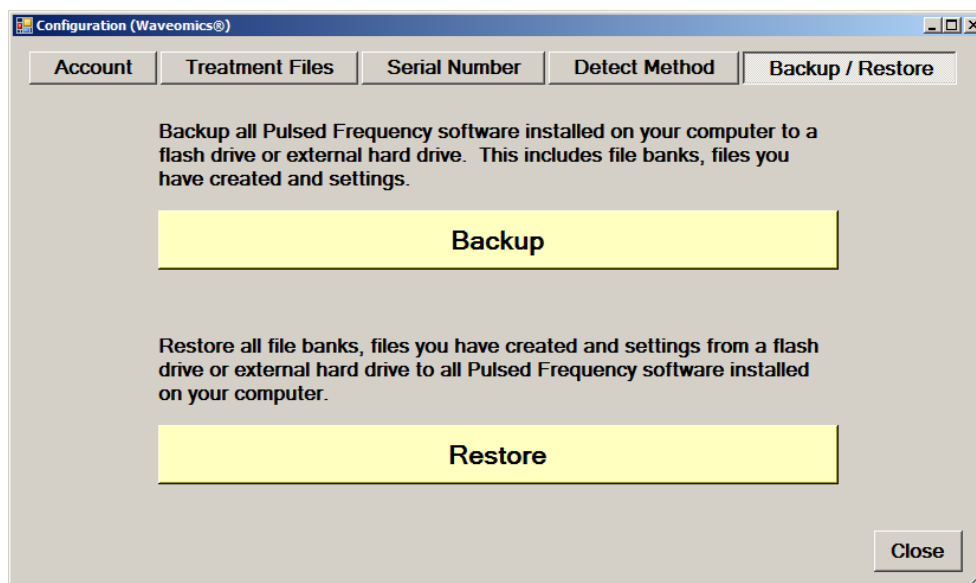 Configuration (Waveomics®)
Account Treatment Files Serial Number Detect Method Backup / Restore
Backup all Pulsed Frequency software installed on your computer to a
flash drive or external hard drive.  This includes file banks, files you
have created and settings.
Backup
Restore all file banks, files you have created and settings from a flash
drive or external hard drive to all Pulsed Frequency software installed
on your computer.
Restore
Close